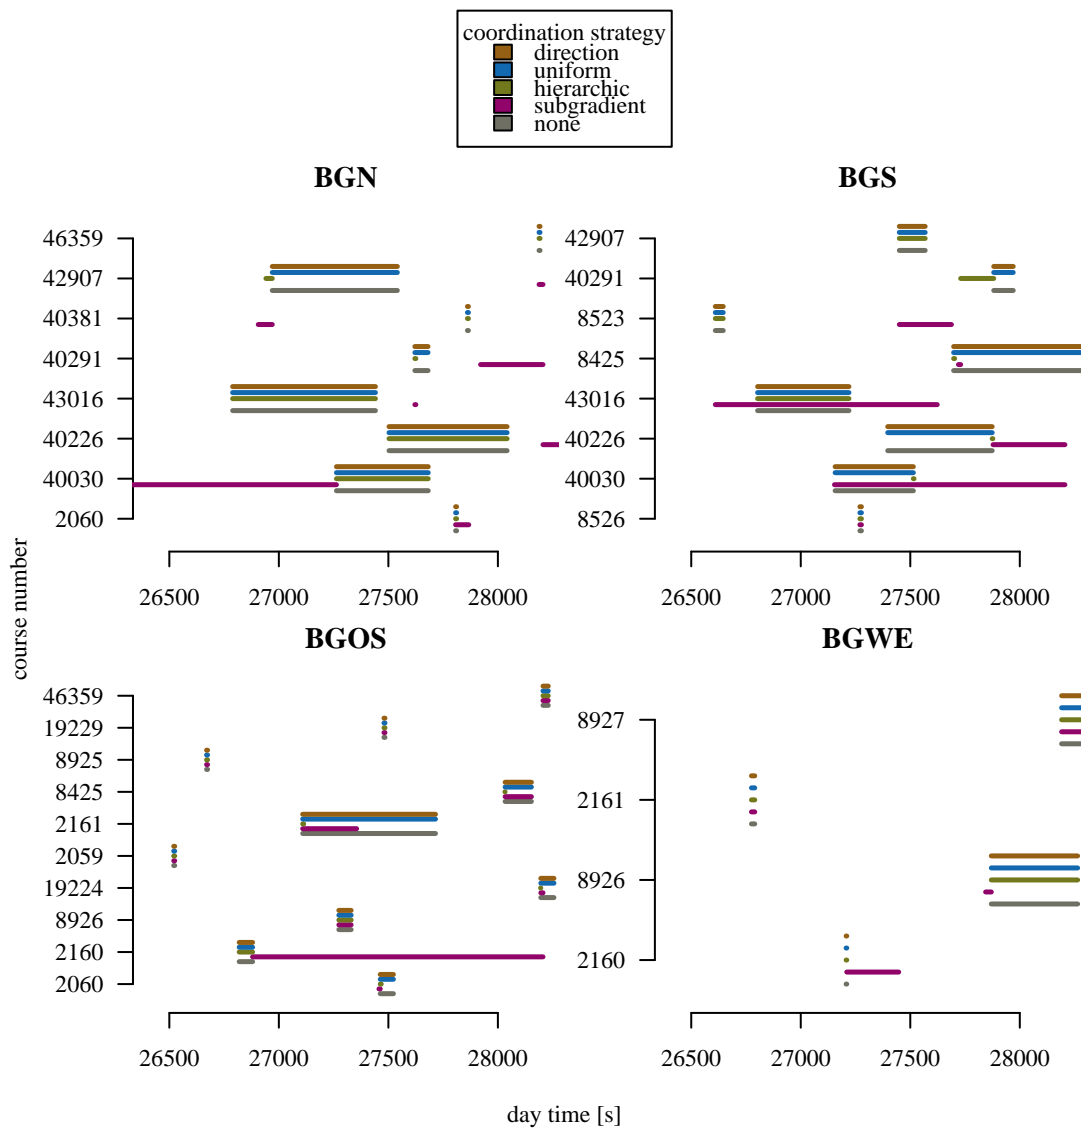 coordination strategy
direction
uniform
hierarchic
subgradient
none
BGN
BGS
46359
42907
40381
40291
43016
40226
40030
2060
26500 27000 27500 28000
42907
40291
8523
8425
43016
40226
40030
8526
26500 27000 27500 28000
course number
BGOS
BGWE
46359
19229
8925
8425
2161
2059
19224
8926
2160
2060
26500 27000 27500 28000
8927
2161
8926
2160
26500 27000 27500 28000
day time [s]